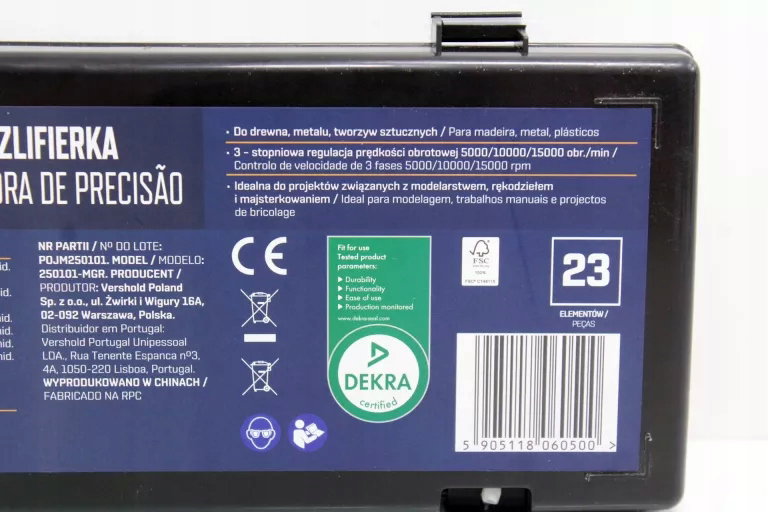 ZLIFIERKA
ORA DE PRECISÃO
• Do drewna, metalu, tworzyw sztucznych / Para madeira, metal, plásticos
• 3 – stopniowa regulacja prędkości obrotowej 5000/10000/15000 obr./min /
Controlo de velocidade de 3 fases 5000/10000/15000 rpm
• Idealna do projektów związanych z modelarstwem, rękodziełem
i majsterkowaniem / Ideal para modelagem, trabalhos manuais e projectos
de bricolage
id.
nid.
nid.
nid.
NR PARTII / Nº DO LOTE:
POJM250101. MODEL / MODELO:
250101-MGR. PRODUCENT /
PRODUTOR: Vershold Poland
Sp. z o.o., ul. Żwirki i Wigury 16A,
02-092 Warszawa, Polska.
Distribuidor em Portugal:
Vershold Portugal Unipessoal
LDA., Rua Tenente Espanca nº3,
4A, 1050-220 Lisboa, Portugal.
WYPRODUKOWANO W CHINACH /
FABRICADO NA RPC
CE
Fit for use
Tested product
parameters:
Durability
Functionality
Ease of use
Production monitored
www.dekra-seal.com
DEKRA
certified
FSC
23
ELEMENTÓW /
PEÇAS
5 905118 060500 >